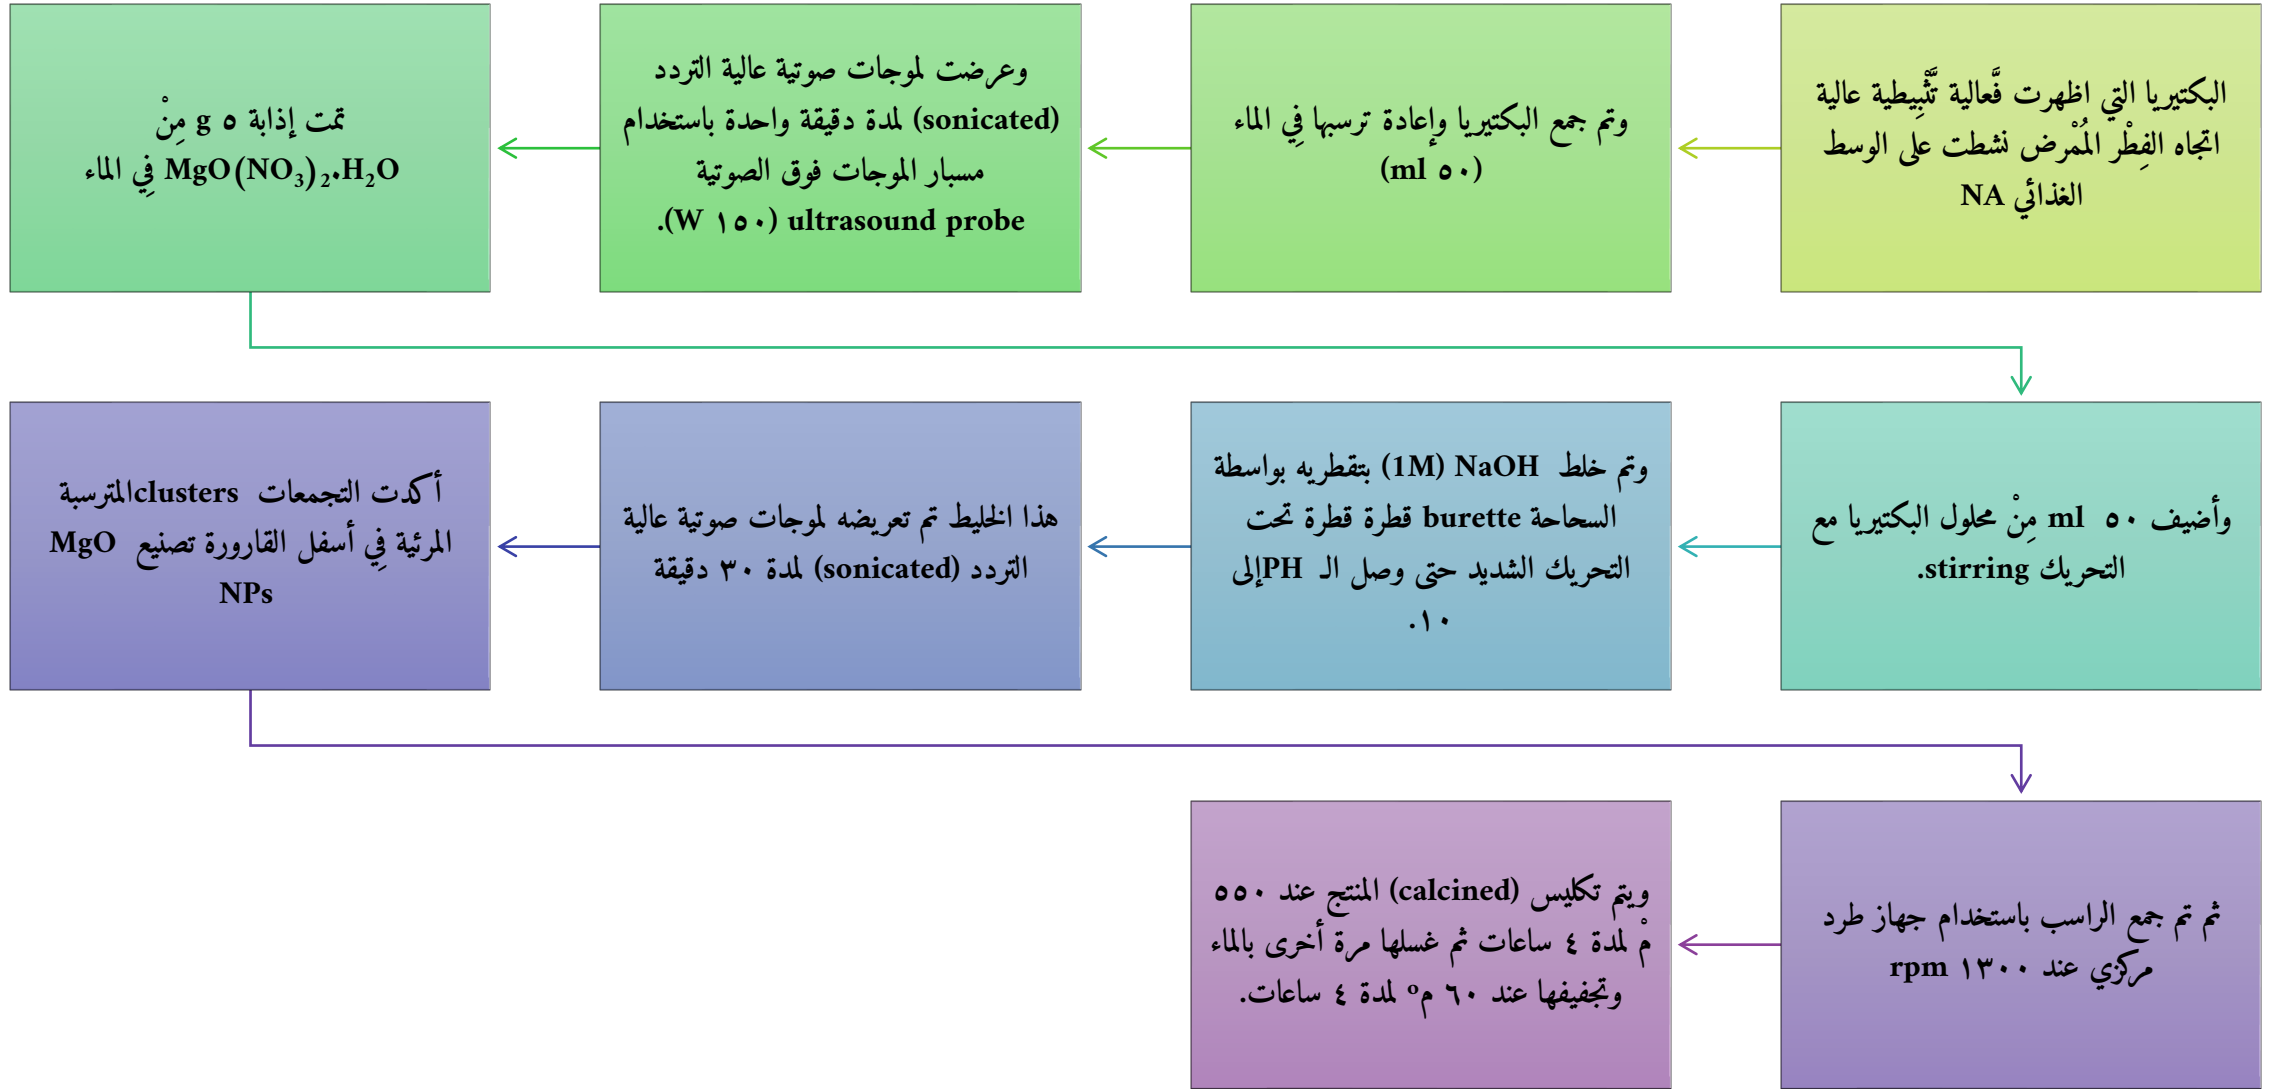 البكتيريا التي اظهرت فَّعالية تَّثْبِيطية عالية
اتجاه الفِطْر المُمْرض نشطت على الوسط
الغذائي NA
وتم جمع البكتيريا وإعادة ترسبها فِي الماء
(٥٠ ml)
وعرضت لموجات صوتية عالية التردد
(sonicated) لمدة دقيقة واحدة باستخدام
مسبار الموجات فوق الصوتية
ultrasound probe (١٥٠ W).
تمت إذابة ٥ g مِنْ
MgO(NO₃)₂.H₂O فِي الماء
وأضيف ٥٠ ml مِنْ محلول البكتيريا مع
التحريك stirring.
وتم خلط NaOH (1M) بتقطريه بواسطة
السحاحة burette قطرة قطرة تحت
التحريك الشديد حتى وصل الـ PHإلى
١٠.
هذا الخليط تم تعريضه لموجات صوتية عالية
التردد (sonicated) لمدة ٣٠ دقيقة
أكدت التجمعات clustersالمترسبة
المرئية فِي أسفل القارورة تصنيع MgO
NPs
ثم تم جمع الراسب باستخدام جهاز طرد
مركزي عند ١٣٠٠ rpm
ويتم تكليس (calcined) المنتج عند ٥٥٠
مْ لمدة ٤ ساعات ثم غسلها مرة أخرى بالماء
وتجفيفها عند ٦٠ م° لمدة ٤ ساعات.